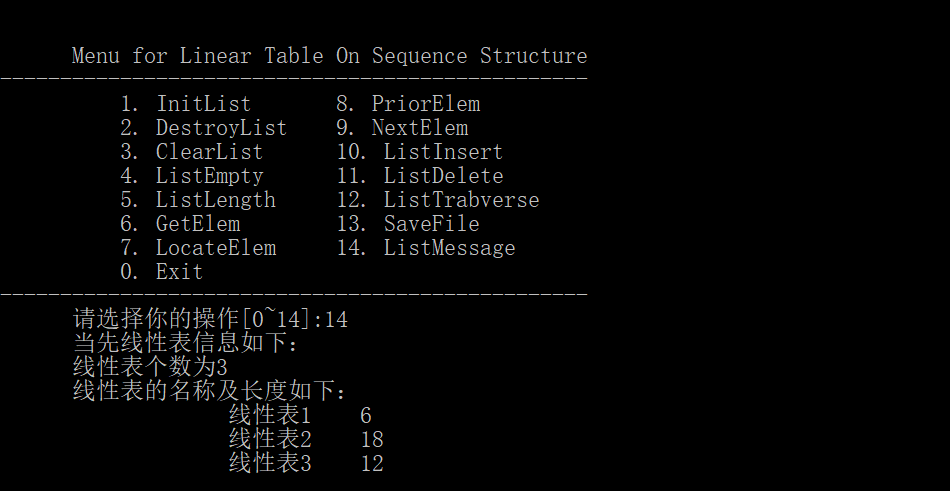 Menu for Linear Table On Sequence Structure
-------------------------------------------------
1. InitList 8. PriorElem
2. DestroyList 9. NextElem
3. ClearList 10. ListInsert
4. ListEmpty 11. ListDelete
5. ListLength 12. ListTrabverse
6. GetElem 13. SaveFile
7. LocateElem 14. ListMessage
0. Exit
-------------------------------------------------
请选择你的操作[0~14]:14
当先线性表信息如下：
线性表个数为3
线性表的名称及长度如下：
线性表1 6
线性表2 18
线性表3 12